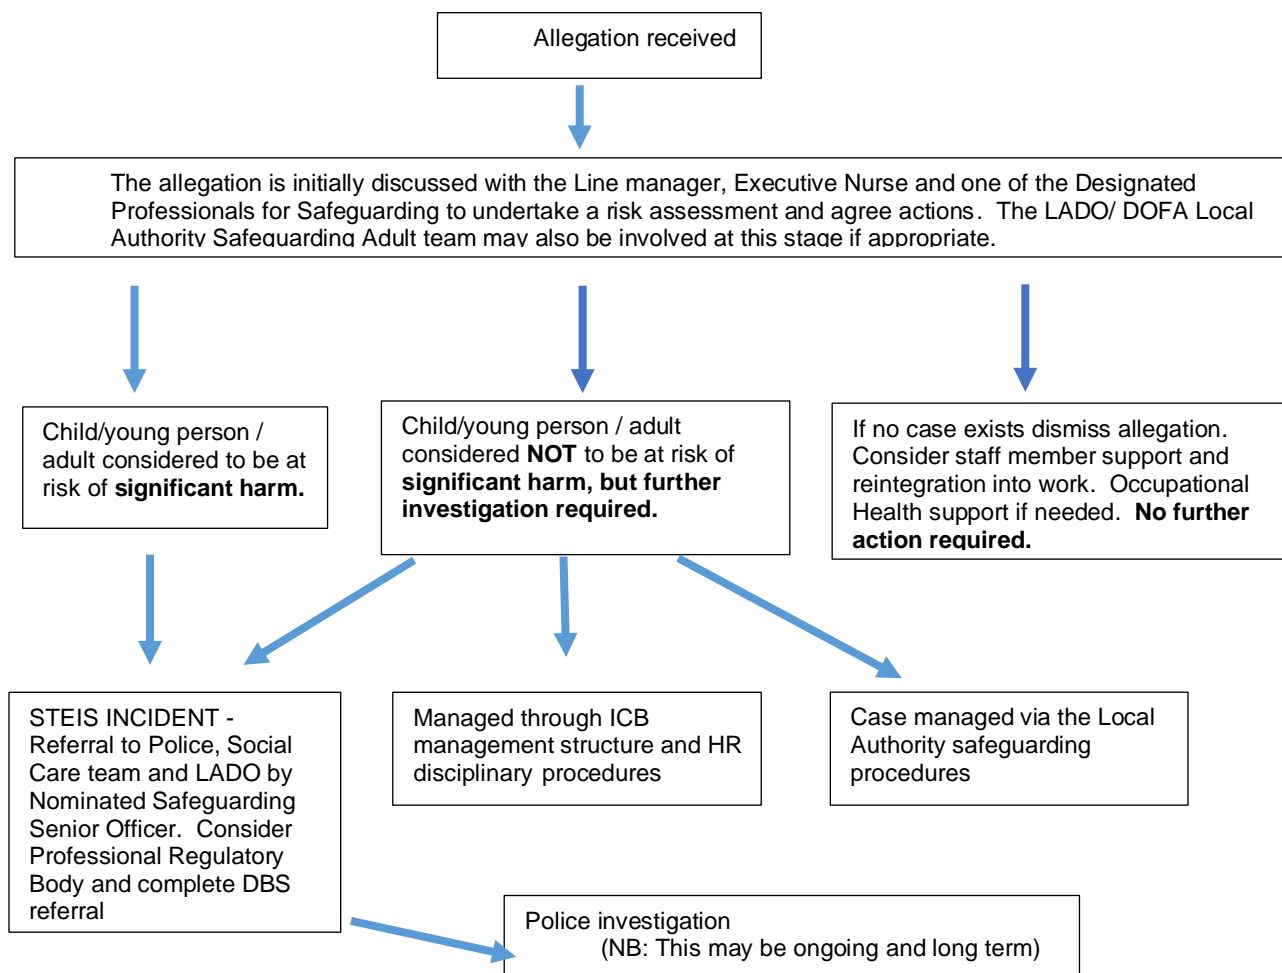 Allegation received
The allegation is initially discussed with the Line manager, Executive Nurse and one of the Designated
Professionals for Safeguarding to undertake a risk assessment and agree actions. The LADO/ DOFA Local
Authority Safeguarding Adult team may also be involved at this stage if appropriate.
Child/young person /
adult considered to be at
risk of significant harm.
Child/young person / adult
considered NOT to be at risk of
significant harm, but further
investigation required.
If no case exists dismiss allegation.
Consider staff member support and
reintegration into work. Occupational
Health support if needed. No further
action required.
STEIS INCIDENT -
Referral to Police, Social
Care team and LADO by
Nominated Safeguarding
Senior Officer. Consider
Professional Regulatory
Body and complete DBS
referral
Managed through ICB
management structure and HR
disciplinary procedures
Case managed via the Local
Authority safeguarding
procedures
Police investigation
(NB: This may be ongoing and long term)